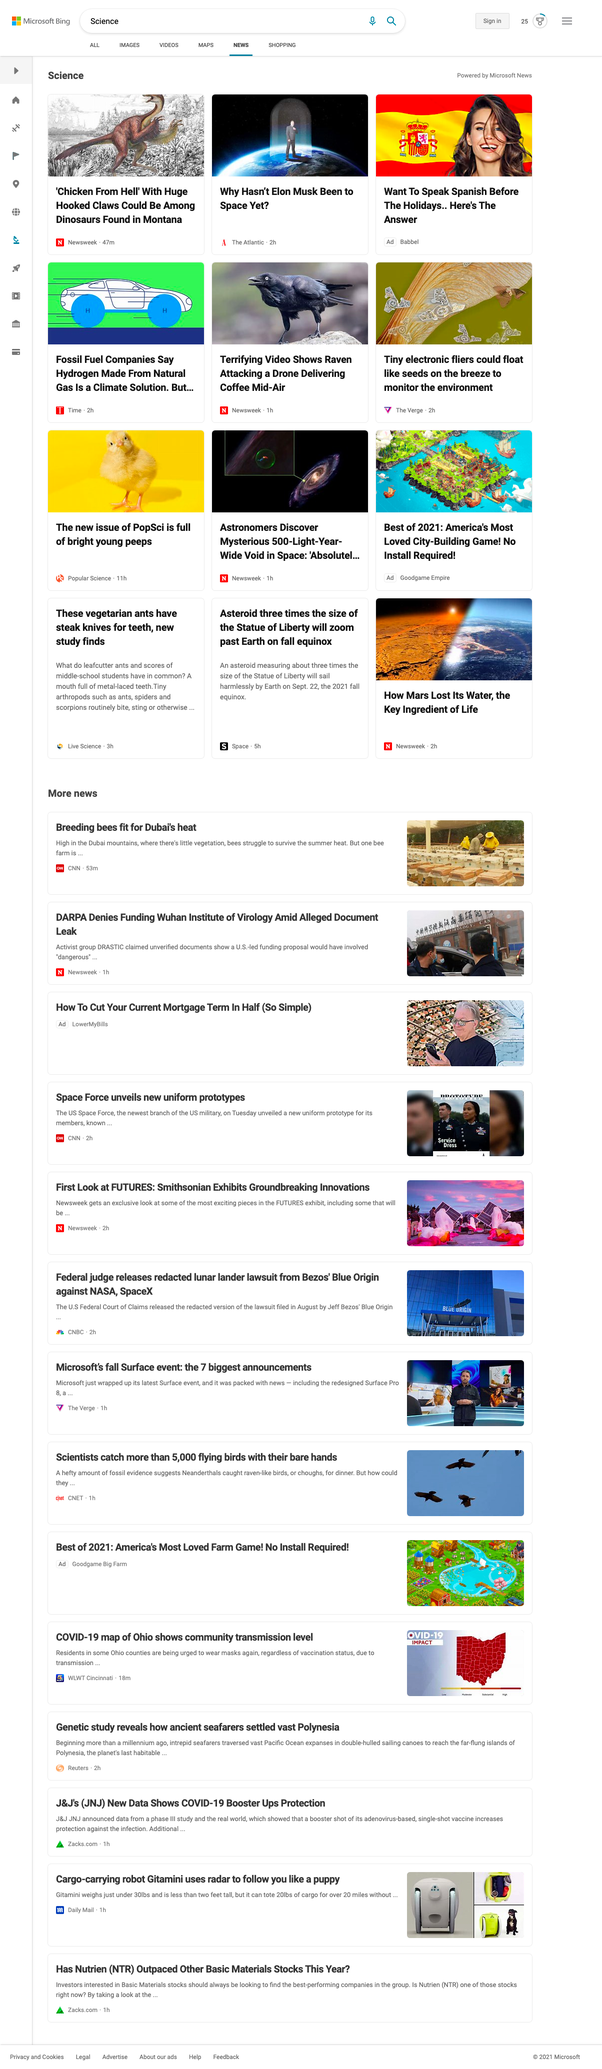 Microsoft Bing
Science
Sign in
25
ALL
IMAGES
VIDEOS
MAPS
NEWS
SHOPPING
Science
Powered by Microsoft News
'Chicken From Hell' With Huge
Hooked Claws Could Be Among
Dinosaurs Found in Montana
Newsweek · 47m
Why Hasn't Elon Musk Been to
Space Yet?
The Atlantic · 2h
Want To Speak Spanish Before
The Holidays.. Here's The
Answer
Ad Babbel
H H
Fossil Fuel Companies Say
Hydrogen Made From Natural
Gas Is a Climate Solution. But...
Time · 2h
Terrifying Video Shows Raven
Attacking a Drone Delivering
Coffee Mid-Air
Newsweek · 1h
Tiny electronic fliers could float
like seeds on the breeze to
monitor the environment
The Verge · 2h
The new issue of PopSci is full
of bright young peeps
Popular Science · 11h
Astronomers Discover
Mysterious 500-Light-Year-
Wide Void in Space: 'Absolutel...
Newsweek · 1h
Best of 2021: America's Most
Loved City-Building Game! No
Install Required!
Ad Goodgame Empire
These vegetarian ants have
steak knives for teeth, new
study finds
What do leafcutter ants and scores of
middle-school students have in common? A
mouth full of metal-laced teeth.Tiny
arthropods such as ants, spiders and
scorpions routinely bite, sting or otherwise ...
Live Science · 3h
Asteroid three times the size of
the Statue of Liberty will zoom
past Earth on fall equinox
An asteroid measuring about three times the
size of the Statue of Liberty will sail
harmlessly by Earth on Sept. 22, the 2021 fall
equinox.
Space · 5h
How Mars Lost Its Water, the
Key Ingredient of Life
Newsweek · 2h
More news
Breeding bees fit for Dubai's heat
High in the Dubai mountains, where there's little vegetation, bees struggle to survive the summer heat. But one bee
farm is ...
CNN · 53m
DARPA Denies Funding Wuhan Institute of Virology Amid Alleged Document
Leak
Activist group DRASTIC claimed unverified documents show a U.S.-led funding proposal would have involved
"dangerous" ...
Newsweek · 1h
How To Cut Your Current Mortgage Term In Half (So Simple)
Ad LowerMyBills
Space Force unveils new uniform prototypes
The US Space Force, the newest branch of the US military, on Tuesday unveiled a new uniform prototype for its
members, known ...
CNN · 2h
PROTOTYPE
Service
Dress
First Look at FUTURES: Smithsonian Exhibits Groundbreaking Innovations
Newsweek gets an exclusive look at some of the most exciting pieces in the FUTURES exhibit, including some that will
be ...
Newsweek · 2h
Federal judge releases redacted lunar lander lawsuit from Bezos' Blue Origin
against NASA, SpaceX
The U.S Federal Court of Claims released the redacted version of the lawsuit filed in August by Jeff Bezos' Blue Origin
...
CNBC · 2h
BLUE ORIGIN
Microsoft's fall Surface event: the 7 biggest announcements
Microsoft just wrapped up its latest Surface event, and it was packed with news — including the redesigned Surface Pro
8, a ...
The Verge · 1h
Scientists catch more than 5,000 flying birds with their bare hands
A hefty amount of fossil evidence suggests Neanderthals caught raven-like birds, or choughs, for dinner. But how could
they ...
CNET · 1h
Best of 2021: America's Most Loved Farm Game! No Install Required!
Ad Goodgame Big Farm
COVID-19 map of Ohio shows community transmission level
Residents in some Ohio counties are being urged to wear masks again, regardless of vaccination status, due to
transmission ...
WLWT Cincinnati · 18m
OVID-19
IMPACT
Genetic study reveals how ancient seafarers settled vast Polynesia
Beginning more than a millennium ago, intrepid seafarers traversed vast Pacific Ocean expanses in double-hulled sailing canoes to reach the far-flung islands of
Polynesia, the planet's last habitable ...
Reuters · 2h
J&J's (JNJ) New Data Shows COVID-19 Booster Ups Protection
J&J JNJ announced data from a phase III study and the real world, which showed that a booster shot of its adenovirus-based, single-shot vaccine increases
protection against the infection. Additional ...
Zacks.com · 1h
Cargo-carrying robot Gitamini uses radar to follow you like a puppy
Gitamini weighs just under 30lbs and is less than two feet tall, but it can tote 20lbs of cargo for over 20 miles without ...
Daily Mail · 1h
Has Nutrien (NTR) Outpaced Other Basic Materials Stocks This Year?
Investors interested in Basic Materials stocks should always be looking to find the best-performing companies in the group. Is Nutrien (NTR) one of those stocks
right now? By taking a look at the ...
Zacks.com · 1h
Privacy and Cookies
Legal
Advertise
About our ads
Help
Feedback
© 2021 Microsoft